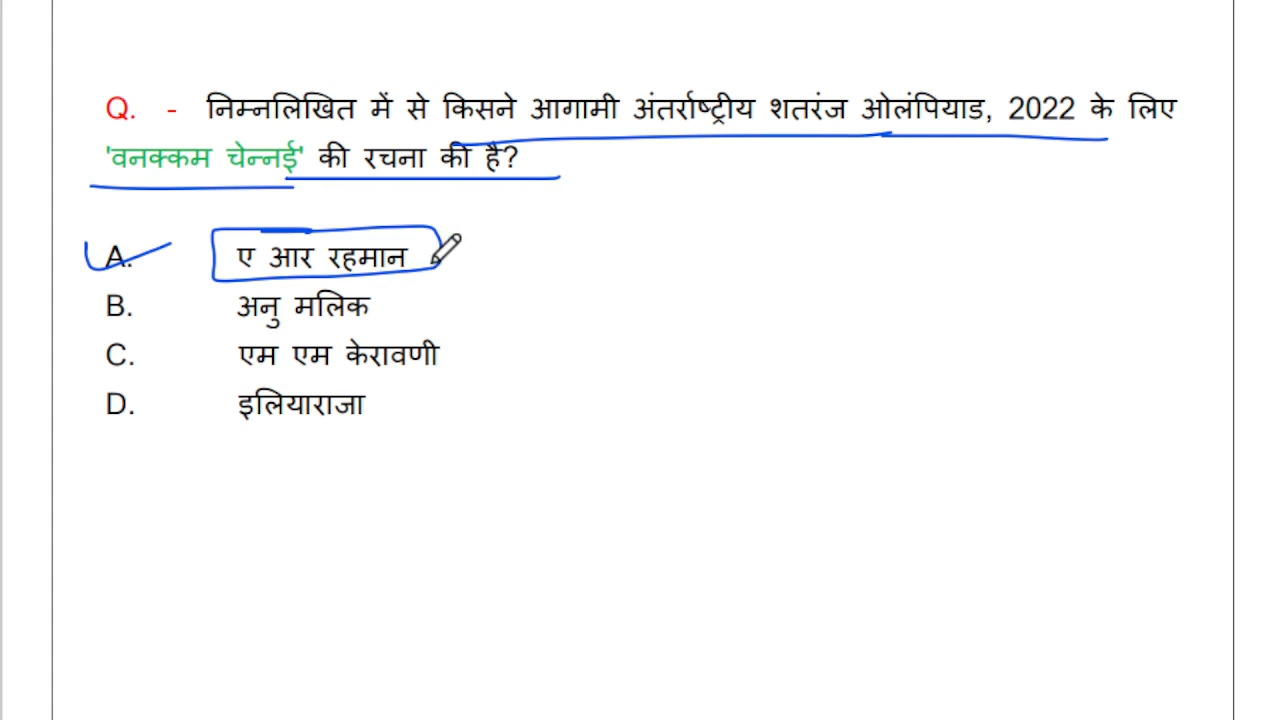 Q. - निम्नलिखित में से किसने आगामी अंतर्राष्ट्रीय शतरंज ओलंपियाड, 2022 के लिए
'वनक्कम चेन्नई' की रचना की है?
A. ए आर रहमान
B. अनु मलिक
C. एम एम केरावणी
D. इलियाराजा